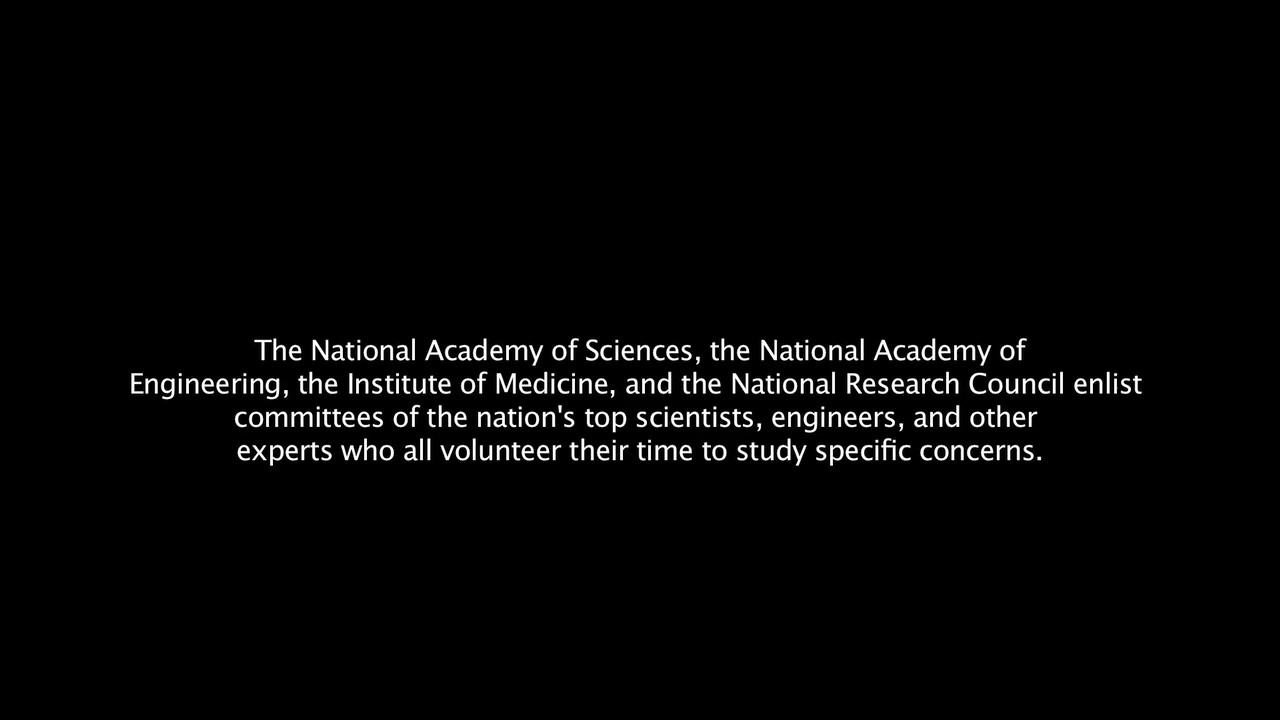 The National Academy of Sciences, the National Academy of
Engineering, the Institute of Medicine, and the National Research Council enlist
committees of the nation's top scientists, engineers, and other
experts who all volunteer their time to study specific concerns.